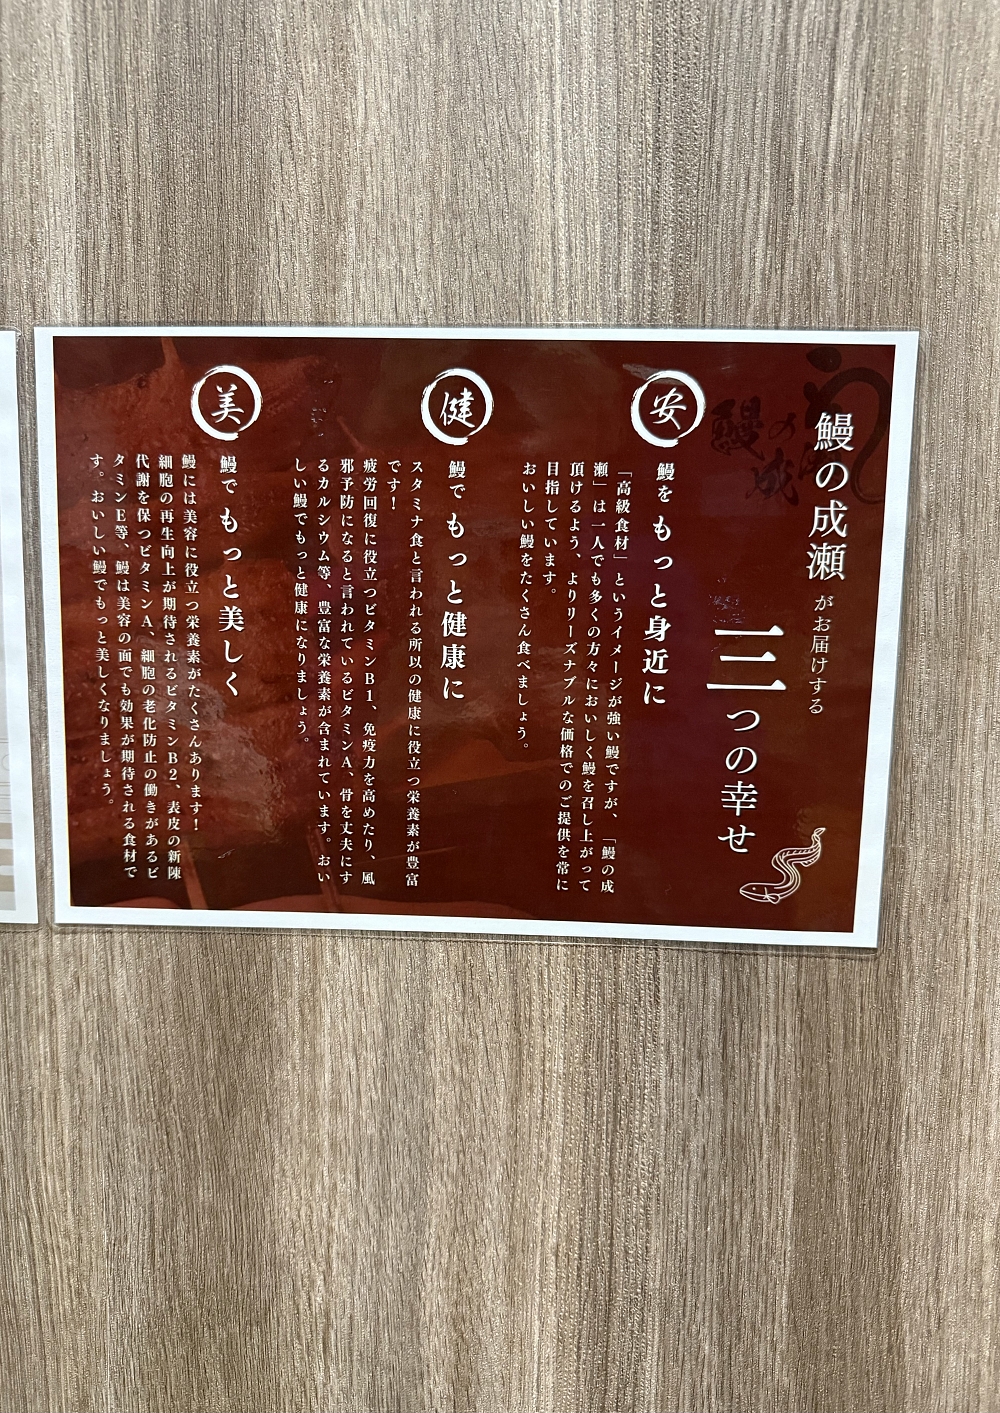 鰻の成瀬 がお届けする
三つの幸せ
安
鰻をもっと身近に
「高級食材」というイメージが強い鰻ですが、「鰻の成
瀬」は一人でも多くの方々においしく鰻を召し上がって
頂けるよう、よりリーズナブルな価格でのご提供を常に
目指しています。
おいしい鰻をたくさん食べましょう。
健
鰻でもっと健康に
スタミナ食と言われる所以の健康に役立つ栄養素が豊富
です!
疲労回復に役立つビタミンB1、免疫力を高めたり、風
邪予防になると言われているビタミンA、骨を丈夫にす
るカルシウム等、豊富な栄養素が含まれています。おい
しい鰻でもっと健康になりましょう。
美
鰻でもっと美しく
鰻には美容に役立つ栄養素がたくさんあります!
細胞の再生向上が期待されるビタミンB2、表皮の新陳
代謝を保つビタミンA、細胞の老化防止の働きがあるビ
タミンE等、鰻は美容の面でも効果が期待される食材で
す。おいしい鰻でもっと美しくなりましょう。